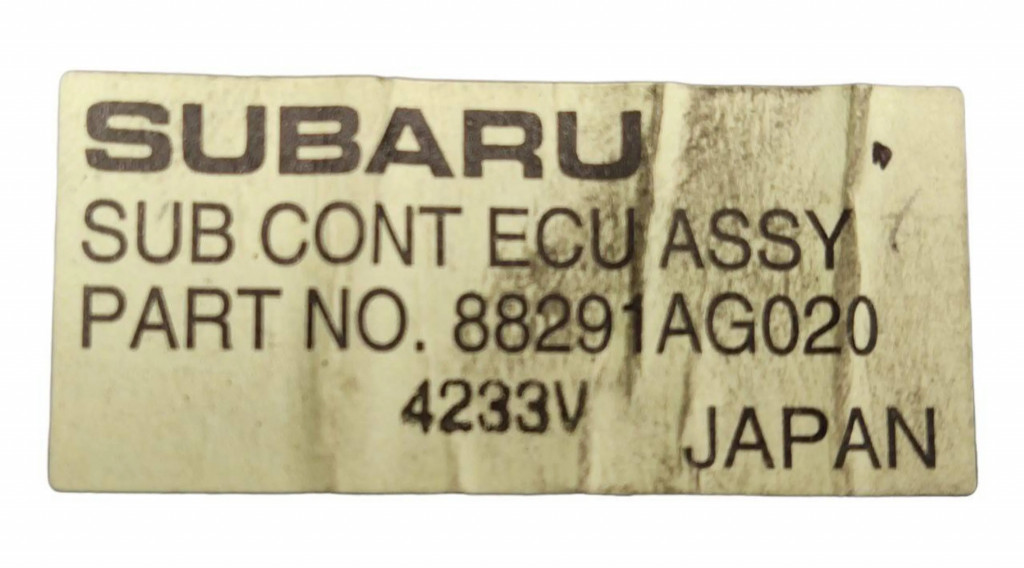 SUBARU
SUB CONT ECU ASSY
PART NO. 88291AG020
4233V
JAPAN